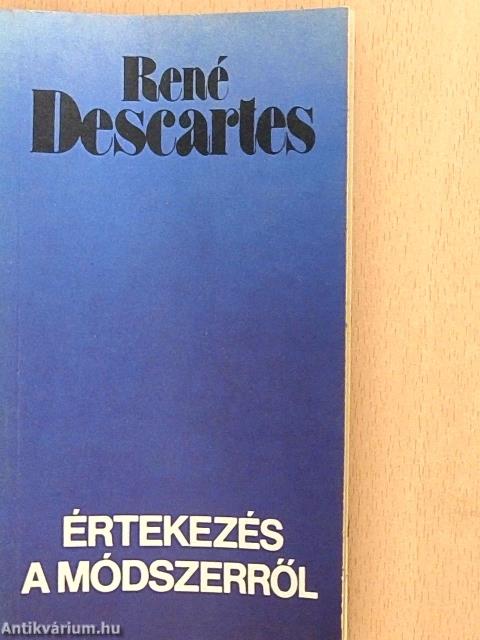 René
Descartes
ÉRTEKEZÉS
A MÓDSZERRŐL
Antikvárium.hu